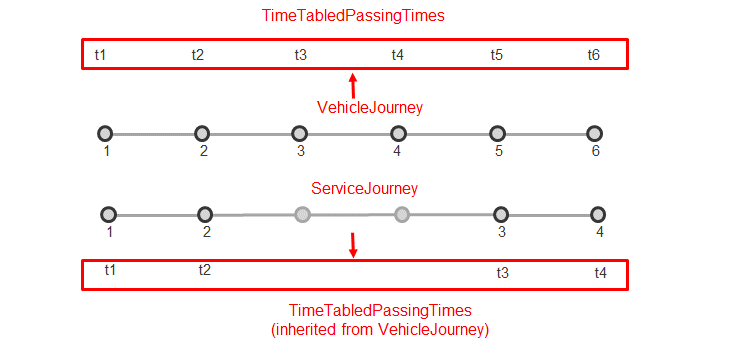 TimeTabledPassingTimes
t1 t2 t3 t4 t5 t6
VehicleJourney
1 2 3 4 5 6
ServiceJourney
1 2 3 4
t1 t2 t3 t4
TimeTabledPassingTimes
(inherited from VehicleJourney)